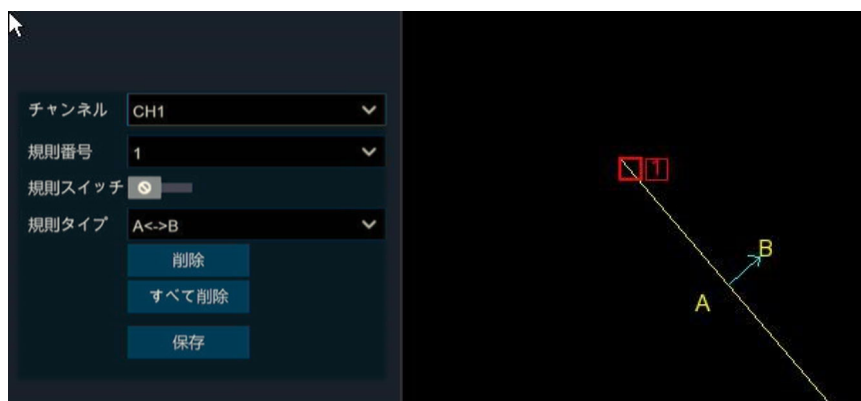 チャンネル CH1
規則番号 1
規則スイッチ
規則タイプ A<->B
削除
すべて削除
保存
1
B
A